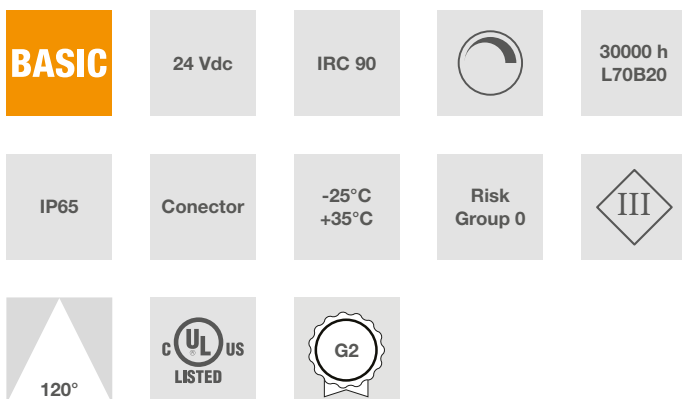 BASIC
24 Vdc
IRC 90
30000 h
L70B20
IP65
Conector
-25°C
+35°C
Risk
Group 0
III
120°
C UL® US
LISTED
G2